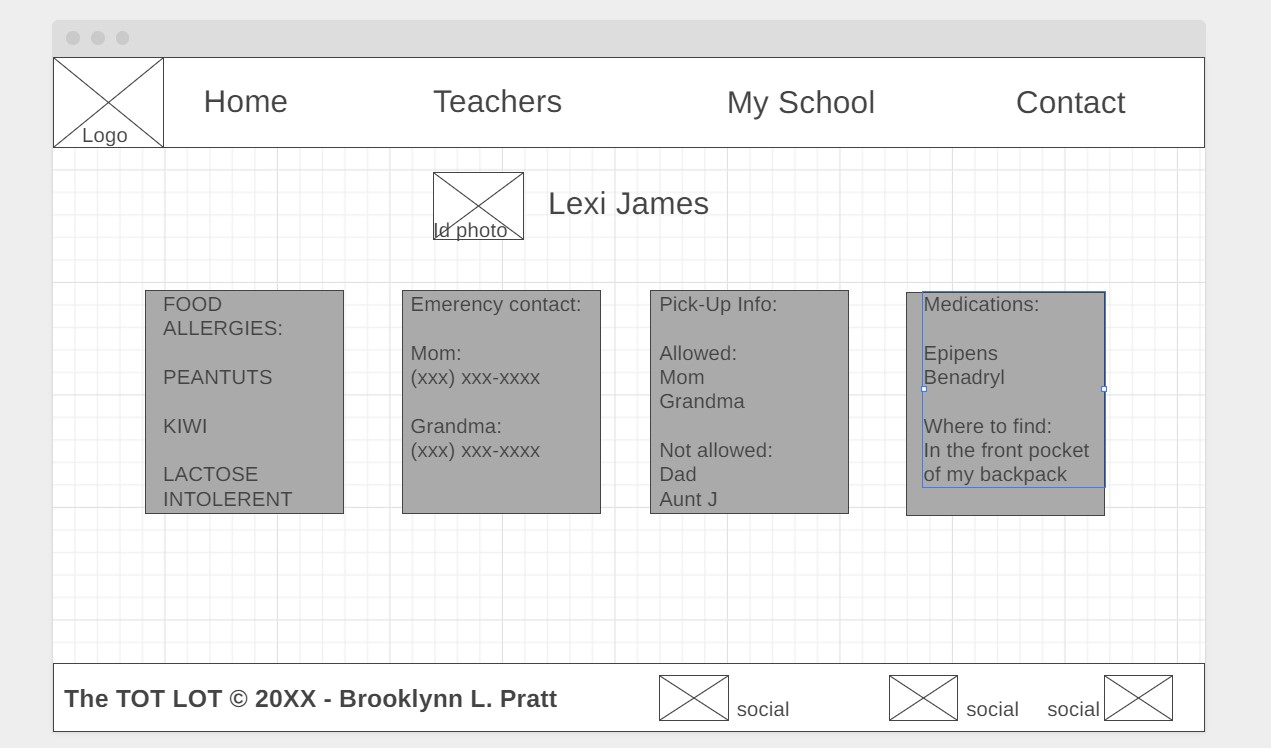 Logo
Home
Teachers
My School
Contact
Id photo
Lexi James
FOOD
ALLERGIES:
PEANTUTS
KIWI
LACTOSE
INTOLERENT
Emerency contact:
Mom:
(xxx) xxx-xxxx
Grandma:
(xxx) xxx-xxxx
Pick-Up Info:
Allowed:
Mom
Grandma
Not allowed:
Dad
Aunt J
Medications:
Epipens
Benadryl
Where to find:
In the front pocket
of my backpack
The TOT LOT © 20XX - Brooklynn L. Pratt
social
social
social